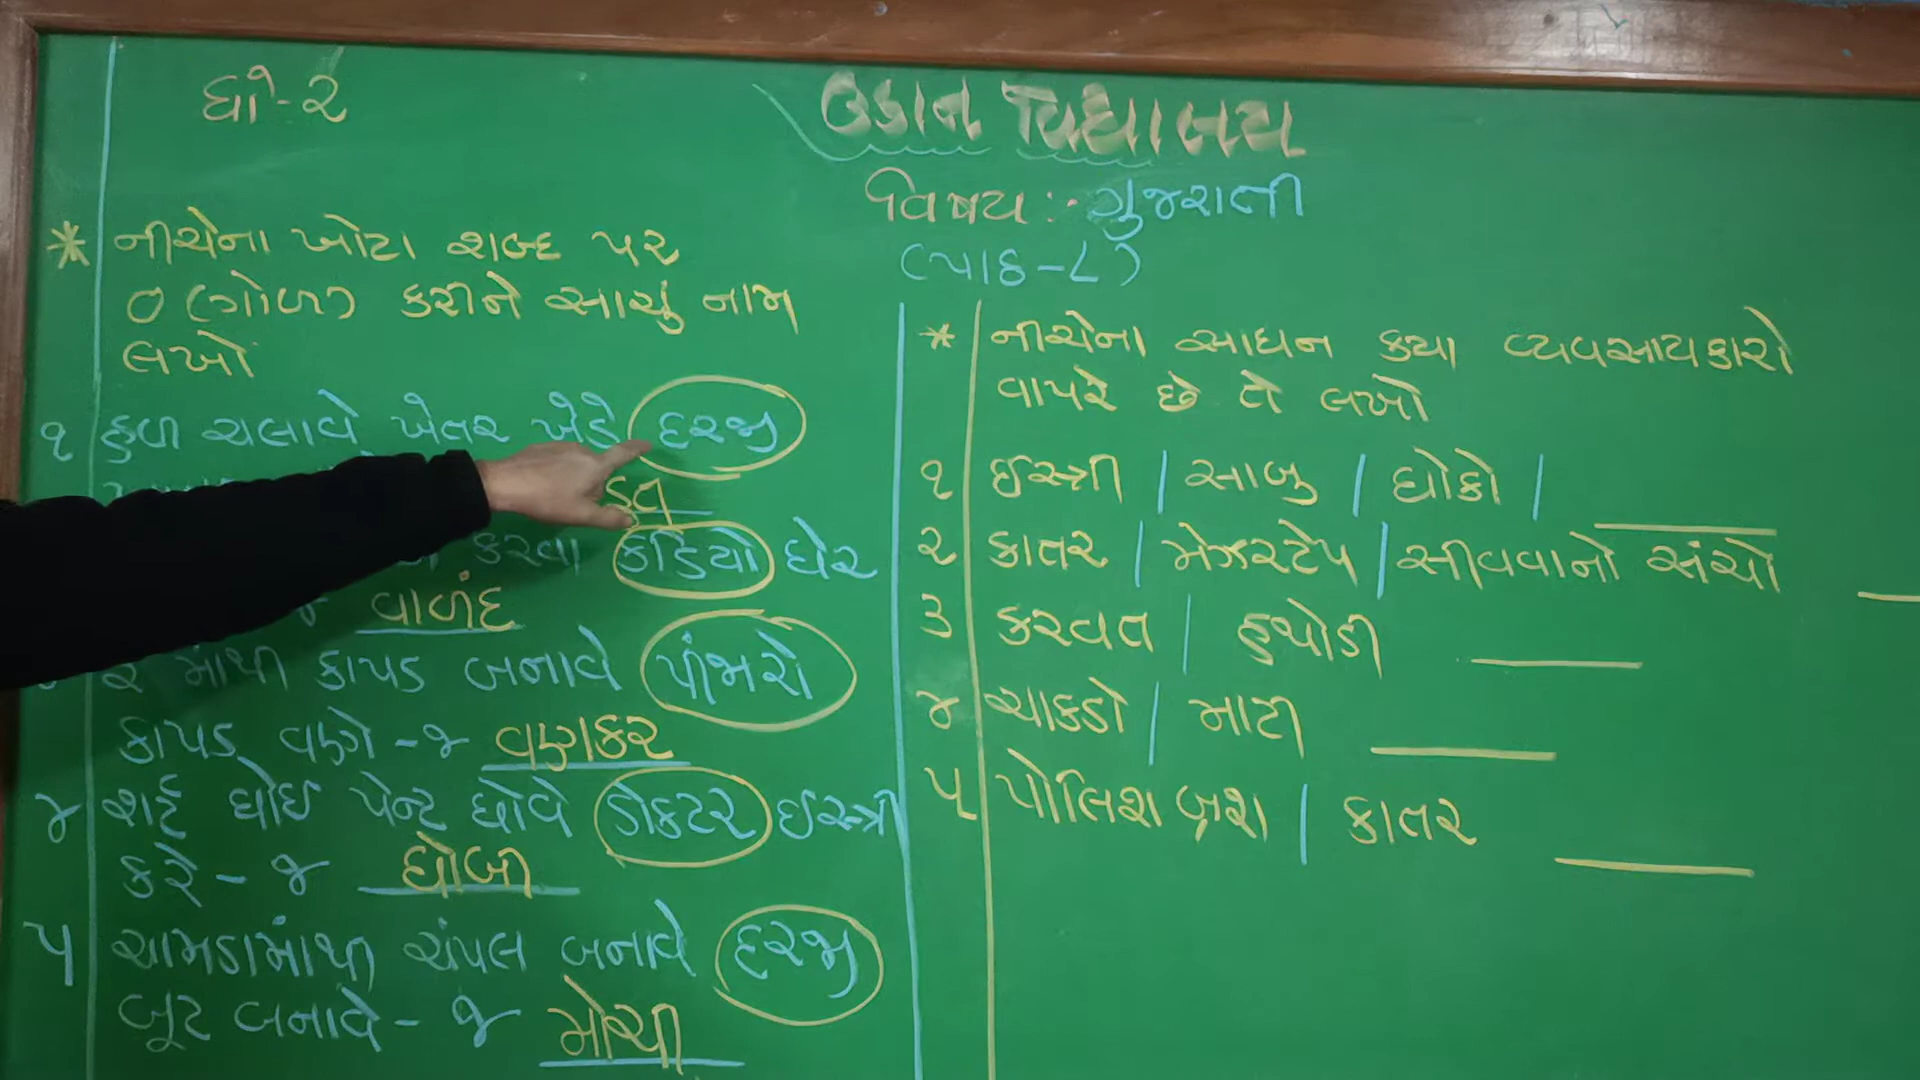 ધો-૨
ઉડાન વિદ્યાલય
વિષય :- ગુજરાતી
(પાઠ-૮)
* નીચેના ખોટા શબ્દ પર
૦ (ગોળ) કરીને સાચું નામ
લખો
૧ હળ ચલાવે ખેતર ખેડે દરજી
કરવા કડિયો ઘેર
વાળંદ
માંથી કાપડ બનાવે પીંજારો
કાપડ વણે - જ વણકર
૪ શર્ટ ધોઈ પેન્ટ ધોવે ડોકટર ઈસ્ત્રી
કરે - જ ધોબી
૫ ચામડામાંથી ચંપલ બનાવે દરજી
બૂટ બનાવે - જ મોચી
* નીચેના સાધન કયા વ્યવસાયકારો
વાપરે છે તે લખો
૧ ઈસ્ત્રી | સાબુ | ધોકો |
૨ કાતર | મેઝરટેપ | સીવવાનો સંચો
૩ કરવત | હથોડી
૪ ચાકડો | માટી
૫ પોલિશ બ્રશ | કાતર